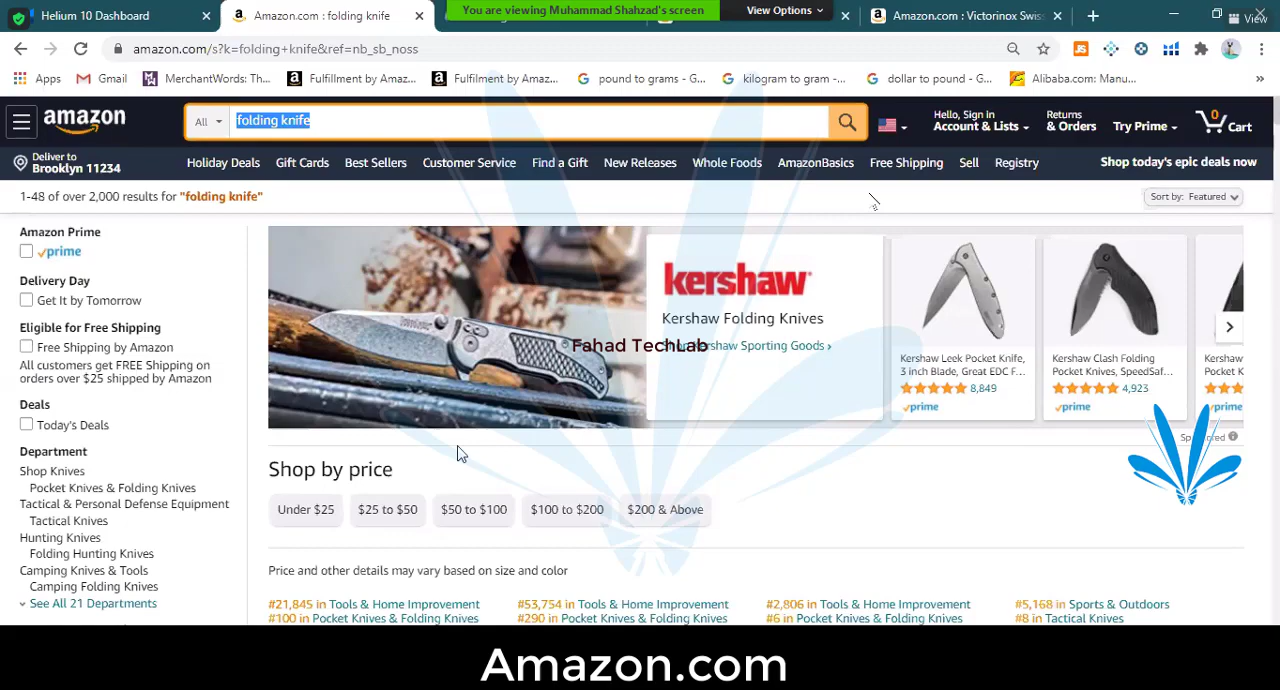 Helium 10 Dashboard
Amazon.com : folding knife
You are viewing Muhammad Shahzad's screen
View Options
Amazon.com : Victorinox Swiss
View
amazon.com/s?k=folding+knife&ref=nb_sb_noss
Apps
Gmail
MerchantWords: Th...
Fulfillment by Amaz...
Fulfilment by Amaz...
pound to grams - G...
kilogram to gram -...
dollar to pound - G...
Alibaba.com: Manu...
»
amazon
All
folding knife
Hello, Sign in
Account & Lists
Returns
& Orders
Try Prime
0
Cart
Deliver to
Brooklyn 11234
Holiday Deals
Gift Cards
Best Sellers
Customer Service
Find a Gift
New Releases
Whole Foods
AmazonBasics
Free Shipping
Sell
Registry
Shop today's epic deals now
1-48 of over 2,000 results for "folding knife"
Sort by: Featured
Amazon Prime
prime
Delivery Day
Get It by Tomorrow
Eligible for Free Shipping
Free Shipping by Amazon
All customers get FREE Shipping on
orders over $25 shipped by Amazon
Deals
Today's Deals
Department
Shop Knives
Pocket Knives & Folding Knives
Tactical & Personal Defense Equipment
Tactical Knives
Hunting Knives
Folding Hunting Knives
Camping Knives & Tools
Camping Folding Knives
See All 21 Departments
kershaw
Kershaw Folding Knives
Kershaw Sporting Goods ›
© Fahad TechLab
Kershaw Leek Pocket Knife,
3 inch Blade, Great EDC F...
8,849
prime
Kershaw Clash Folding
Pocket Knives, SpeedSaf...
4,923
prime
Kersh
Pocket
prime
Shop by price
Under $25
$25 to $50
$50 to $100
$100 to $200
$200 & Above
Price and other details may vary based on size and color
#21,845 in Tools & Home Improvement
#100 in Pocket Knives & Folding Knives
#53,754 in Tools & Home Improvement
#290 in Pocket Knives & Folding Knives
#2,806 in Tools & Home Improvement
#6 in Pocket Knives & Folding Knives
#5,168 in Sports & Outdoors
#8 in Tactical Knives
Amazon.com